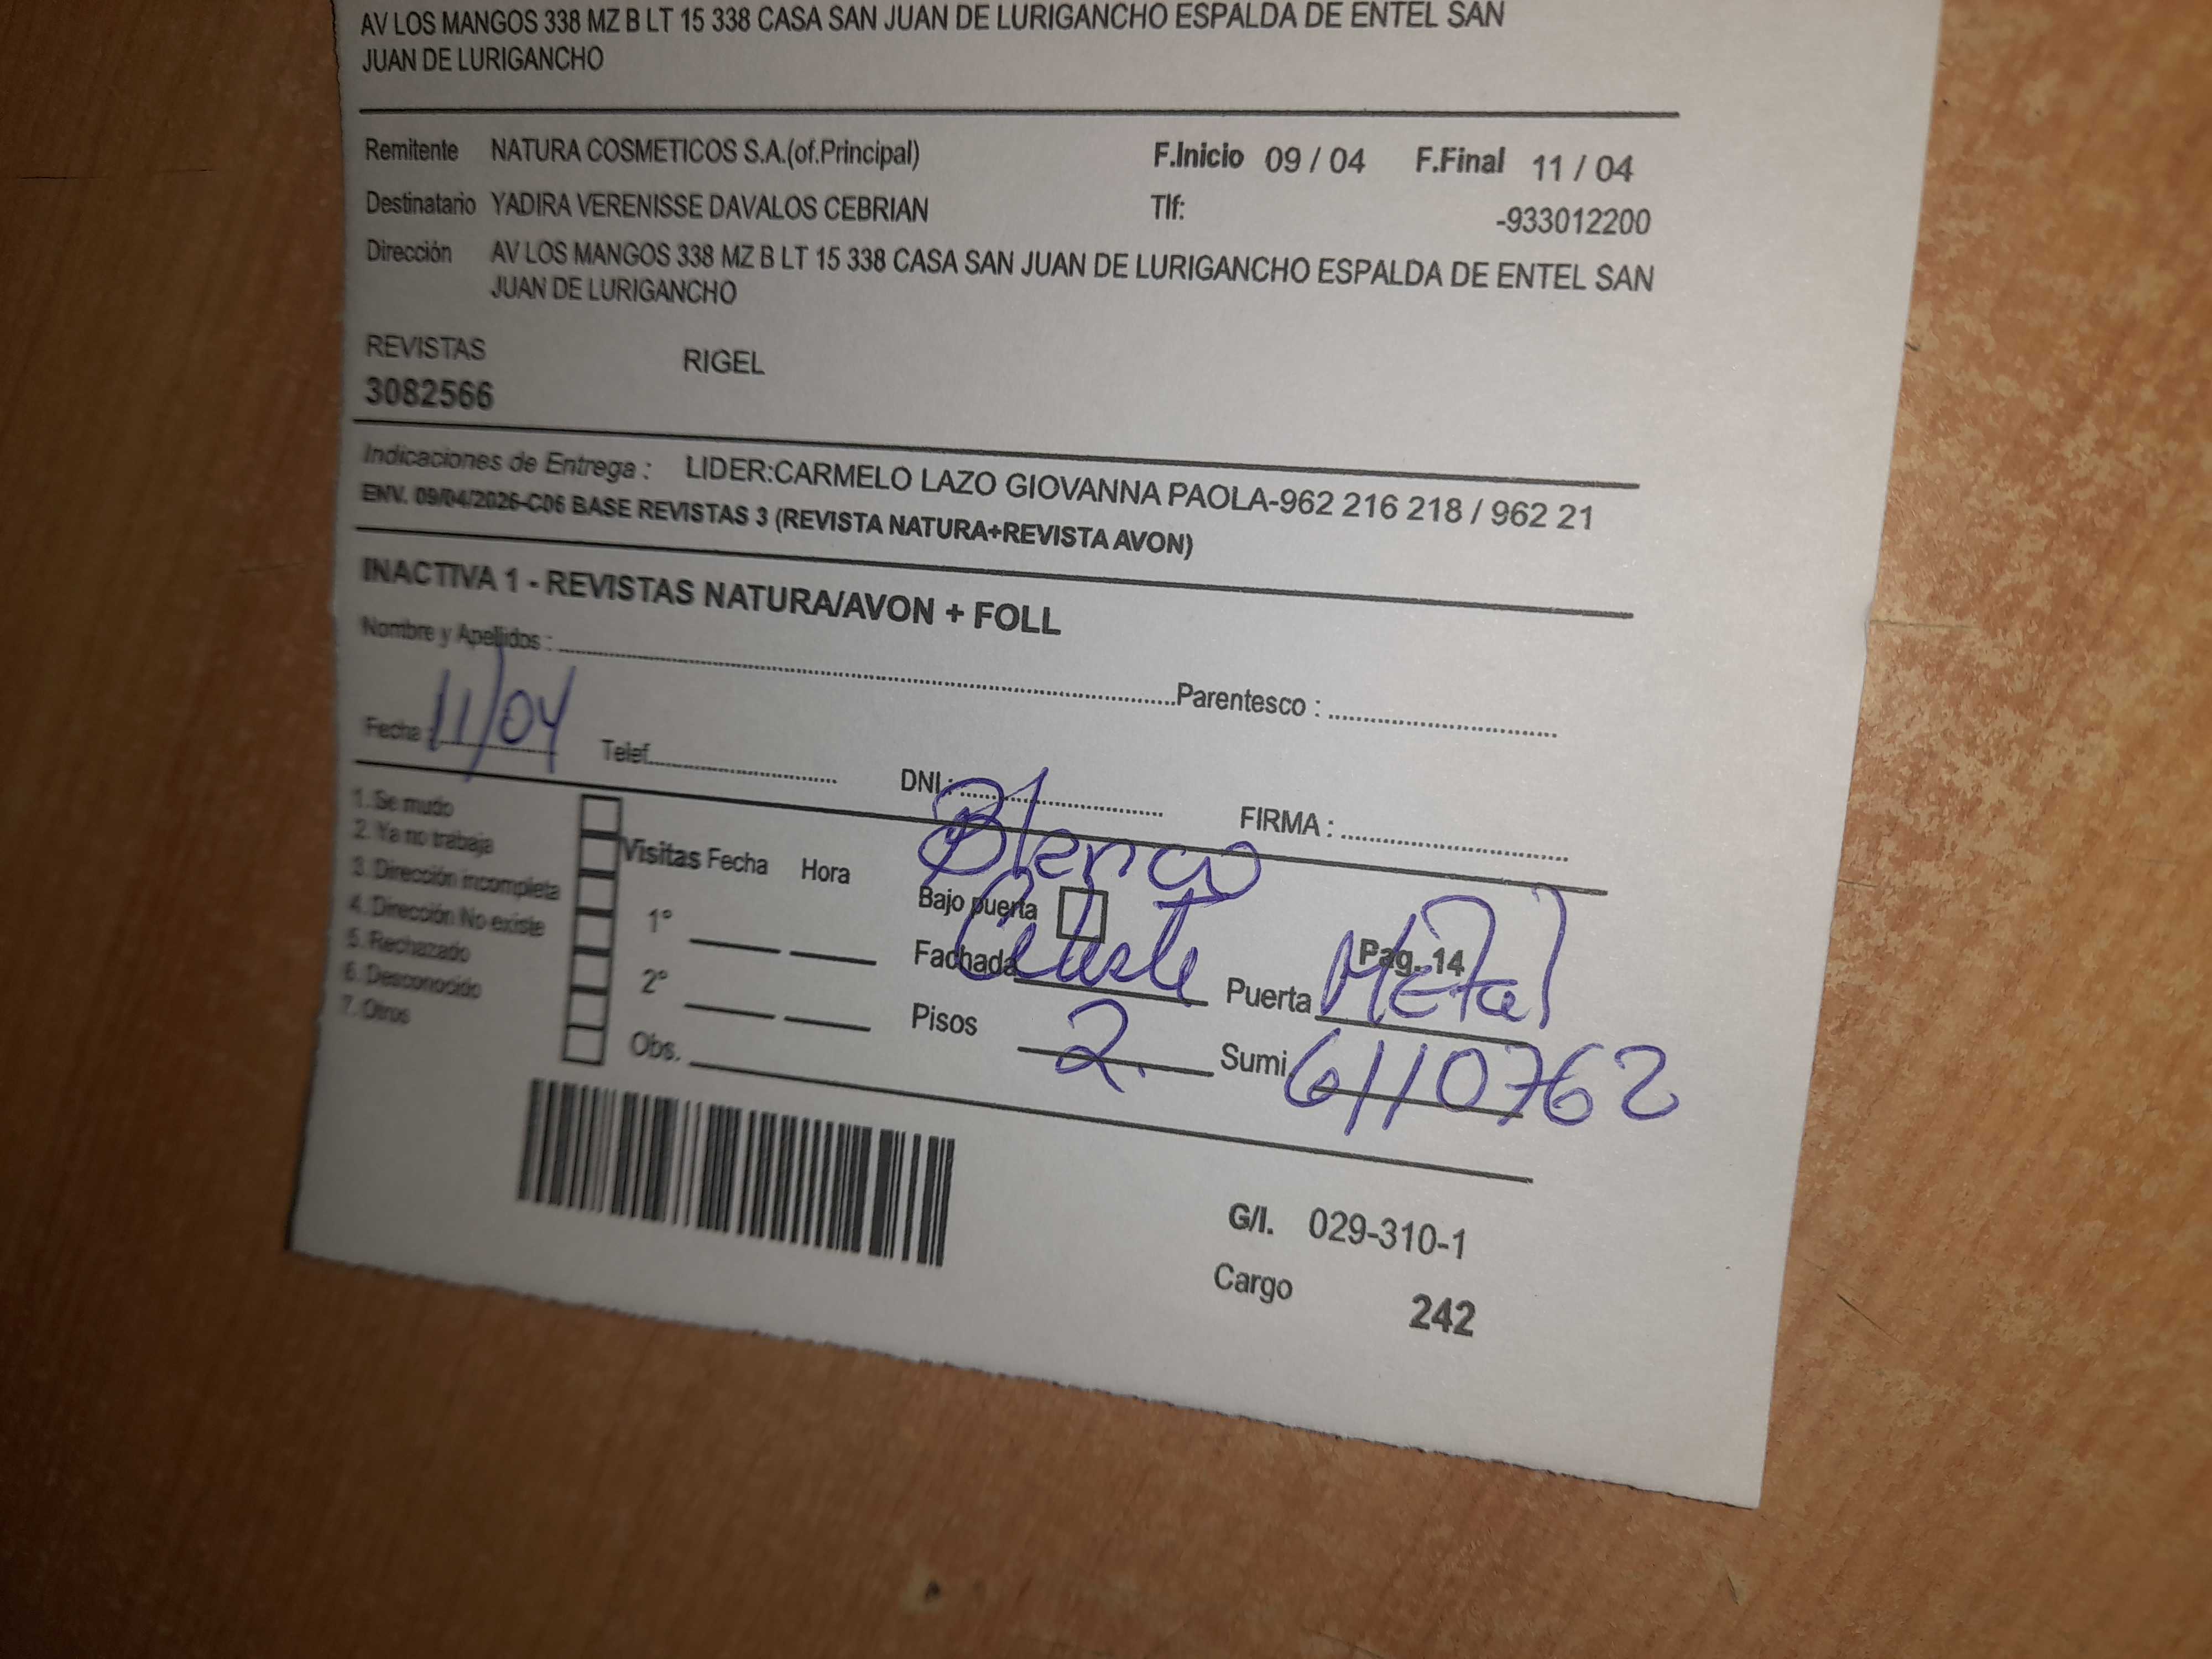 AV LOS MANGOS 338 MZ B LT 15 338 CASA SAN JUAN DE LURIGANCHO ESPALDA DE ENTEL SAN
JUAN DE LURIGANCHO
Remitente NATURA COSMETICOS S.A.(of.Principal) F.Inicio 09 / 04 F.Final 11 / 04
Destinatario YADIRA VERENISSE DAVALOS CEBRIAN Tlf: -933012200
Dirección AV LOS MANGOS 338 MZ B LT 15 338 CASA SAN JUAN DE LURIGANCHO ESPALDA DE ENTEL SAN
JUAN DE LURIGANCHO
REVISTAS RIGEL
3082566
Indicaciones de Entrega : LIDER:CARMELO LAZO GIOVANNA PAOLA-962 216 218 / 962 21
ENV. 09/04/2026-C06 BASE REVISTAS 3 (REVISTA NATURA+REVISTA AVON)
INACTIVA 1 - REVISTAS NATURA/AVON + FOLL
Nombre y Apellidos : Parentesco :
Fecha : 11/04 Telef. DNI : FIRMA :
1. Se mudo
2. Ya no trabaja
3. Dirección incompleta
4. Dirección No existe
5. Rechazado
6. Desconocido
7. Otros
Visitas Fecha Hora
1°
2°
Obs.
Blanco
Bajo puerta Pag. 14
Fachada Celeste Puerta Metal
Pisos 2. Sumi 6110762
G/I. 029-310-1
Cargo 242